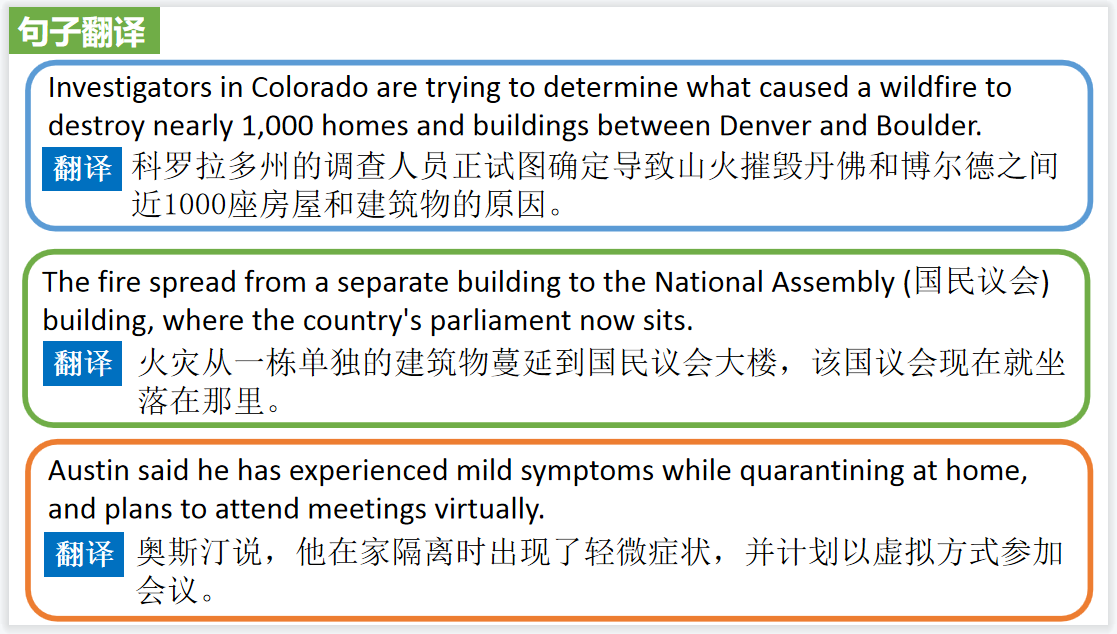 句子翻译
Investigators in Colorado are trying to determine what caused a wildfire to
destroy nearly 1,000 homes and buildings between Denver and Boulder.
翻译 科罗拉多州的调查人员正试图确定导致山火摧毁丹佛和博尔德之间
近1000座房屋和建筑物的原因。
The fire spread from a separate building to the National Assembly (国民议会)
building, where the country's parliament now sits.
翻译 火灾从一栋单独的建筑物蔓延到国民议会大楼，该国议会现在就坐
落在那里。
Austin said he has experienced mild symptoms while quarantining at home,
and plans to attend meetings virtually.
翻译 奥斯汀说，他在家隔离时出现了轻微症状，并计划以虚拟方式参加
会议。